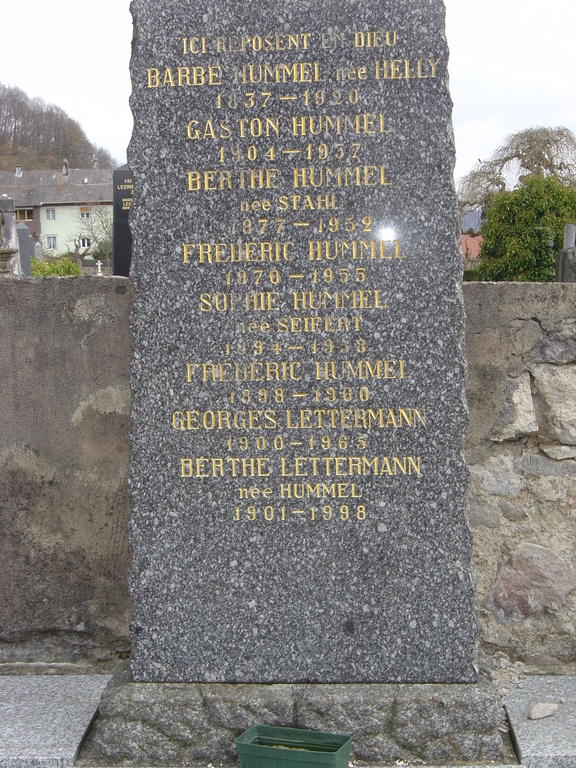 ICI REPOSENT EN DIEU
BARBE HUMMEL née HELLY
1837-1920
GASTON HUMMEL
1904-1937
BERTHE HUMMEL
née STAHL
1877-1952
FRÉDÉRIC HUMMEL
1870-1955
SOPHIE HUMMEL
née SEIFERT
1894-1958
FRÉDÉRIC HUMMEL
1898-1960
GEORGES LETTERMANN
1900-1965
BERTHE LETTERMANN
née HUMMEL
1901-1998